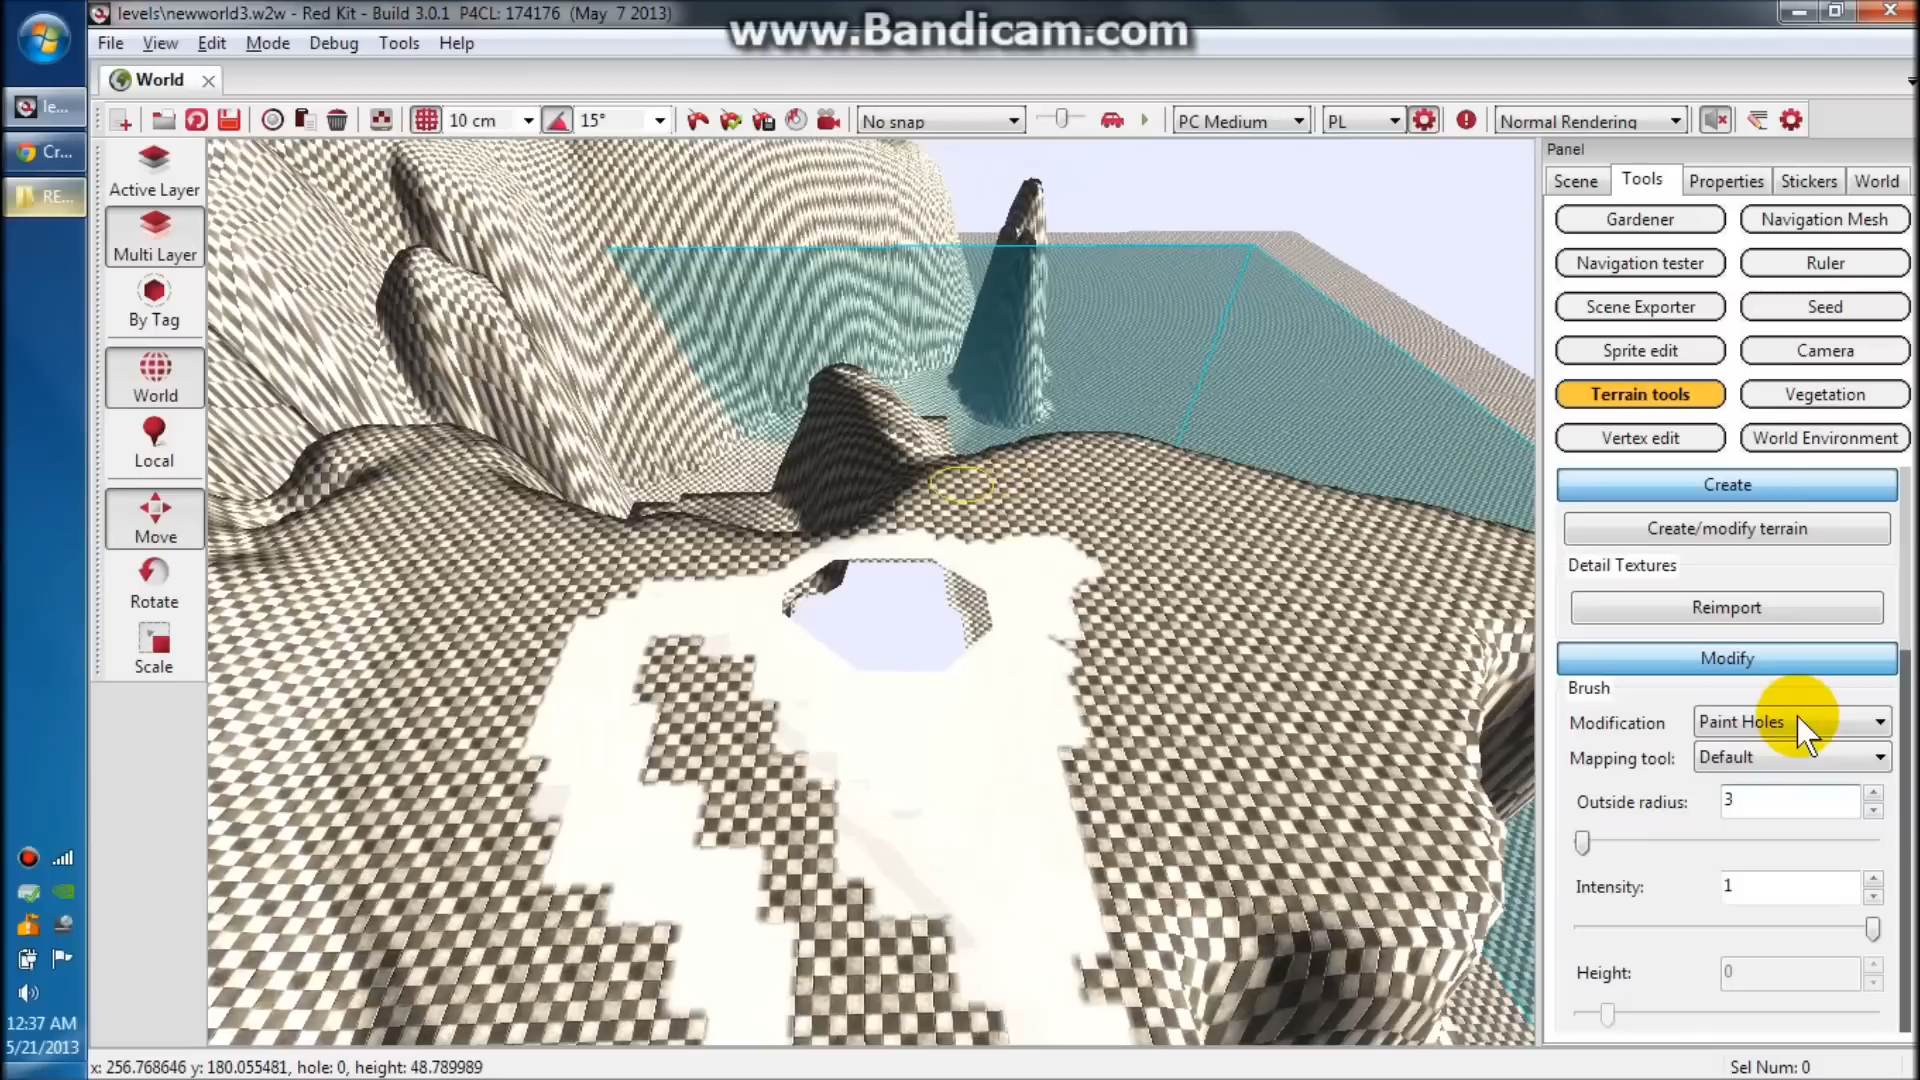 levels\newworld3.w2w - Red Kit - Build 3.0.1 P4CL: 174176 (May 7 2013)
www.Bandicam.com
File View Edit Mode Debug Tools Help
World
le...
10 cm 15° No snap PC Medium PL Normal Rendering
Cr...
RE...
Active Layer
Multi Layer
By Tag
World
Local
Move
Rotate
Scale
Panel
Scene Tools Properties Stickers World
Gardener Navigation Mesh
Navigation tester Ruler
Scene Exporter Seed
Sprite edit Camera
Terrain tools Vegetation
Vertex edit World Environment
Create
Create/modify terrain
Detail Textures
Reimport
Modify
Brush
Modification Paint Holes
Mapping tool: Default
Outside radius: 3
Intensity: 1
Height: 0
12:37 AM
5/21/2013
x: 256.768646 y: 180.055481, hole: 0, height: 48.789989
Sel Num: 0